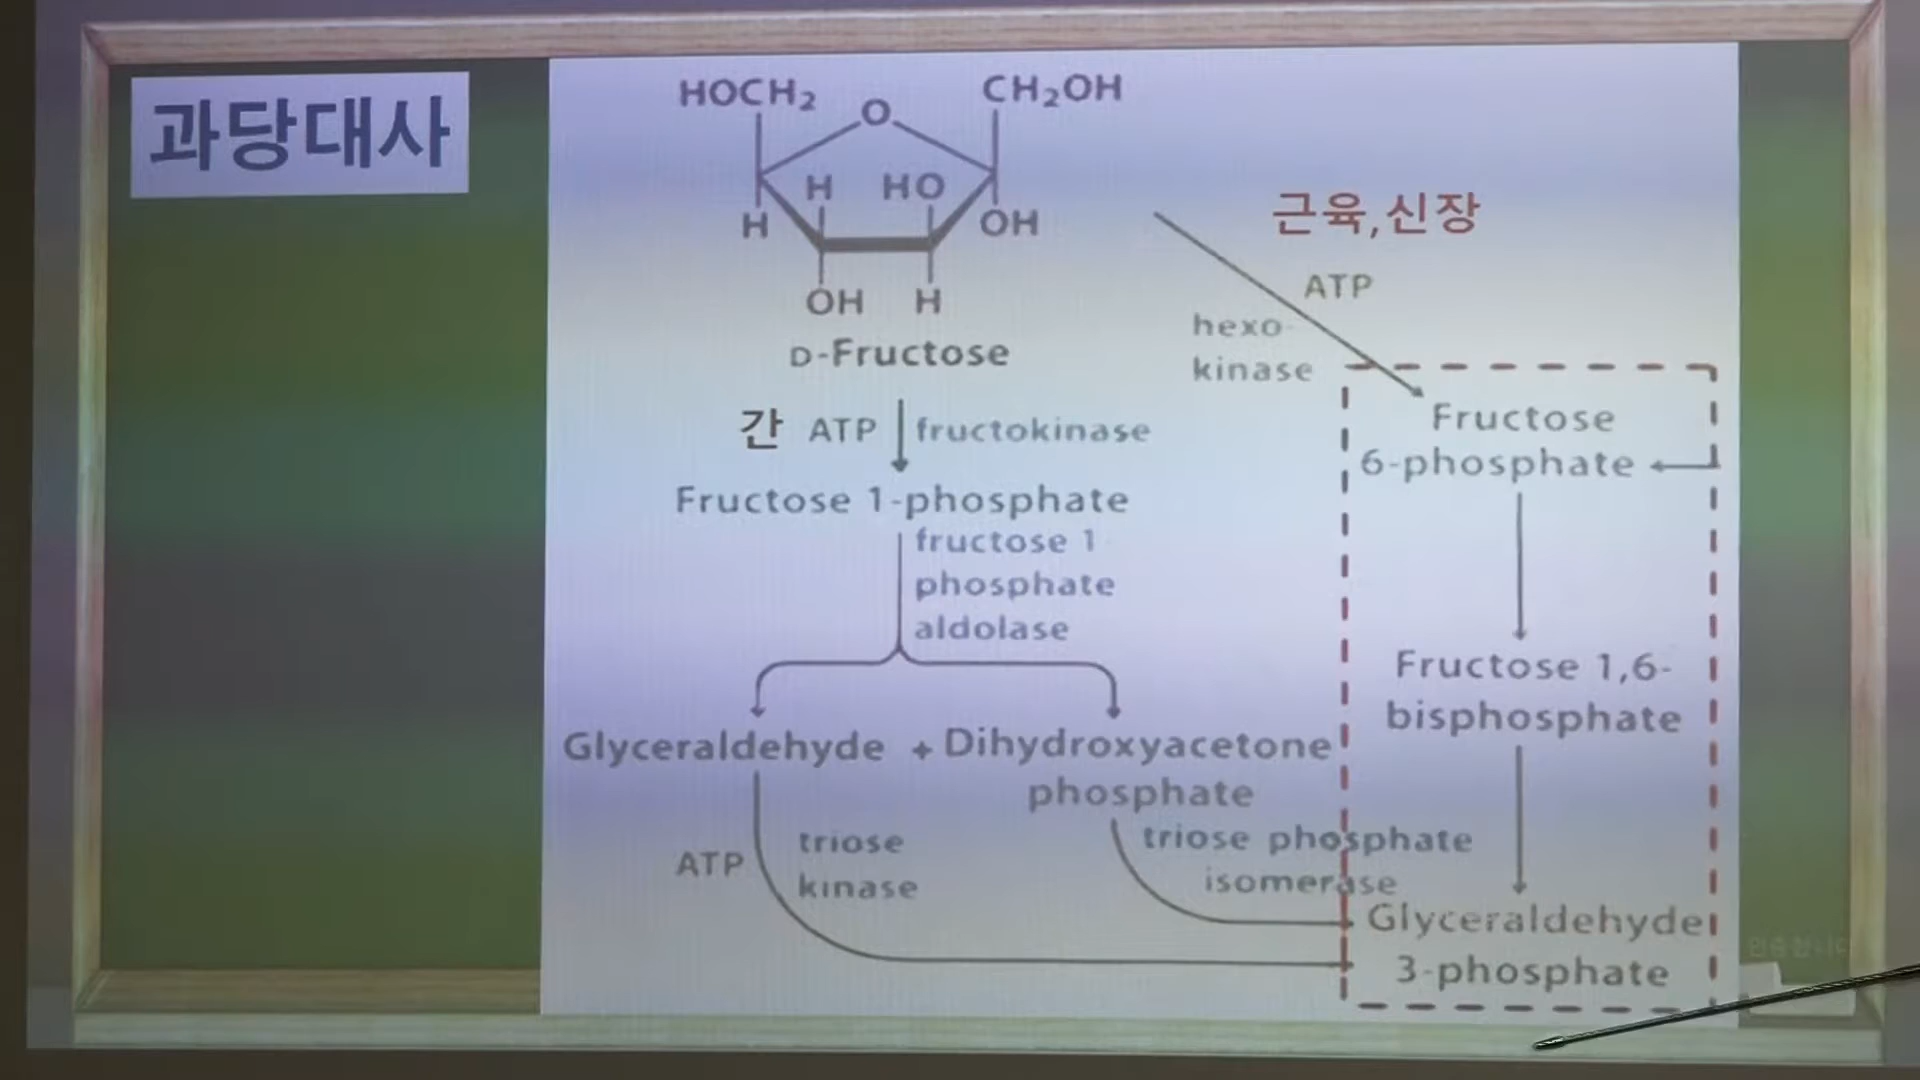 과당대사
HOCH₂
O
CH₂OH
H
HO
H
OH
OH
H
D-Fructose
근육,신장
ATP
hexo-
kinase
간 ATP fructokinase
Fructose
6-phosphate
Fructose 1-phosphate
fructose 1
phosphate
aldolase
Fructose 1,6-
bisphosphate
Glyceraldehyde + Dihydroxyacetone
phosphate
ATP
triose
kinase
triose phosphate
isomerase
Glyceraldehyde
3-phosphate